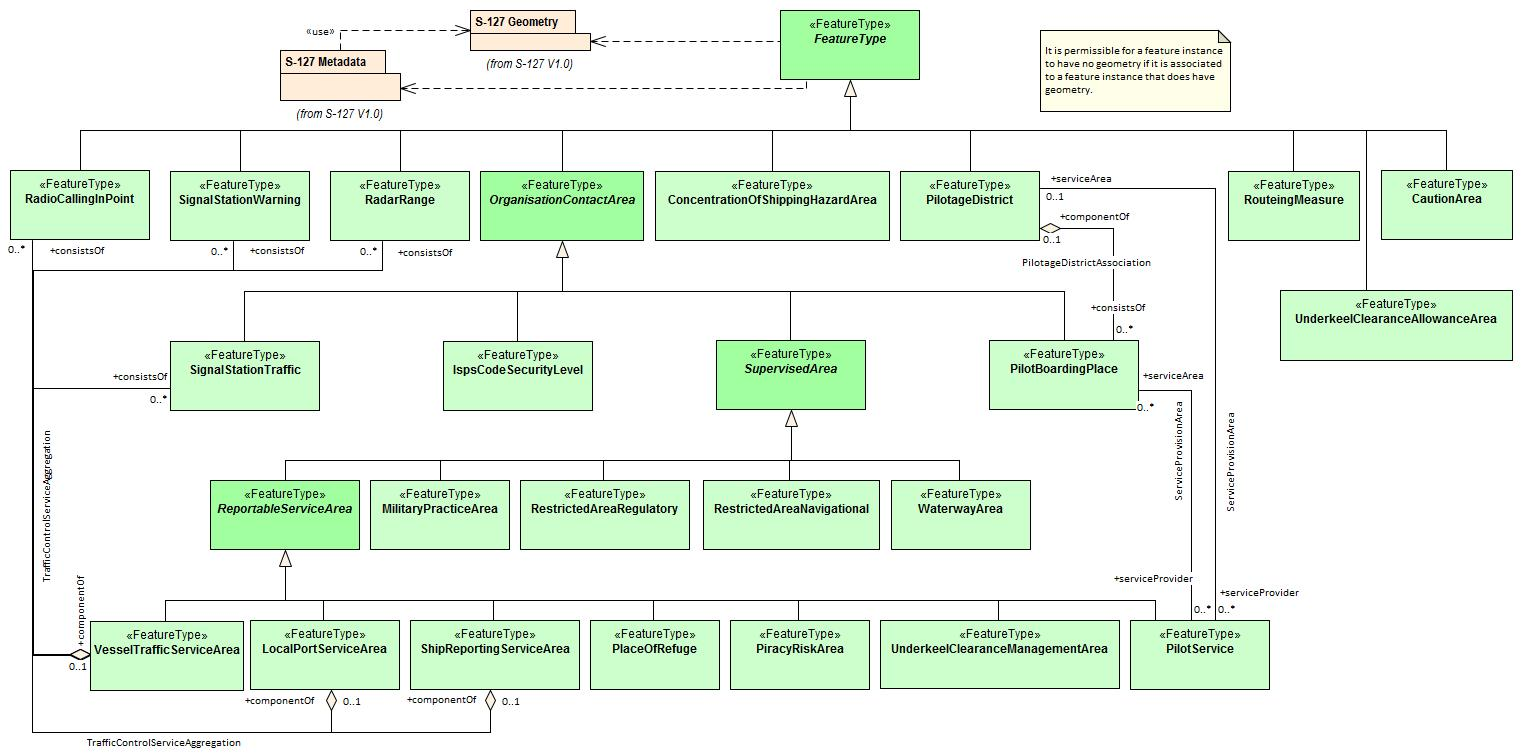 S-127 Geometry
«use»
(from S-127 V1.0)
S-127 Metadata
(from S-127 V1.0)
«FeatureType»
FeatureType
It is permissible for a feature instance
to have no geometry if it is associated
to a feature instance that does have
geometry.
«FeatureType»
RadioCallingInPoint
«FeatureType»
SignalStationWarning
«FeatureType»
RadarRange
«FeatureType»
OrganisationContactArea
«FeatureType»
ConcentrationOfShippingHazardArea
«FeatureType»
PilotageDistrict
+serviceArea
0..1
+componentOf
0..1
«FeatureType»
RouteingMeasure
«FeatureType»
CautionArea
0..*
+consistsOf
0..*
+consistsOf
0..*
+consistsOf
PilotageDistrictAssociation
+consistsOf
0..*
«FeatureType»
UnderkeelClearanceAllowanceArea
«FeatureType»
SignalStationTraffic
«FeatureType»
IspsCodeSecurityLevel
«FeatureType»
SupervisedArea
«FeatureType»
PilotBoardingPlace
+consistsOf
0..*
+serviceArea
0..*
ServiceProvisionArea
ServiceProvisionArea
TrafficControlServiceAggregation
«FeatureType»
ReportableServiceArea
«FeatureType»
MilitaryPracticeArea
«FeatureType»
RestrictedAreaRegulatory
«FeatureType»
RestrictedAreaNavigational
«FeatureType»
WaterwayArea
+componentOf
0..1
+serviceProvider
0..*
+serviceProvider
0..*
«FeatureType»
VesselTrafficServiceArea
«FeatureType»
LocalPortServiceArea
«FeatureType»
ShipReportingServiceArea
«FeatureType»
PlaceOfRefuge
«FeatureType»
PiracyRiskArea
«FeatureType»
UnderkeelClearanceManagementArea
«FeatureType»
PilotService
+componentOf
0..1
+componentOf
0..1
TrafficControlServiceAggregation